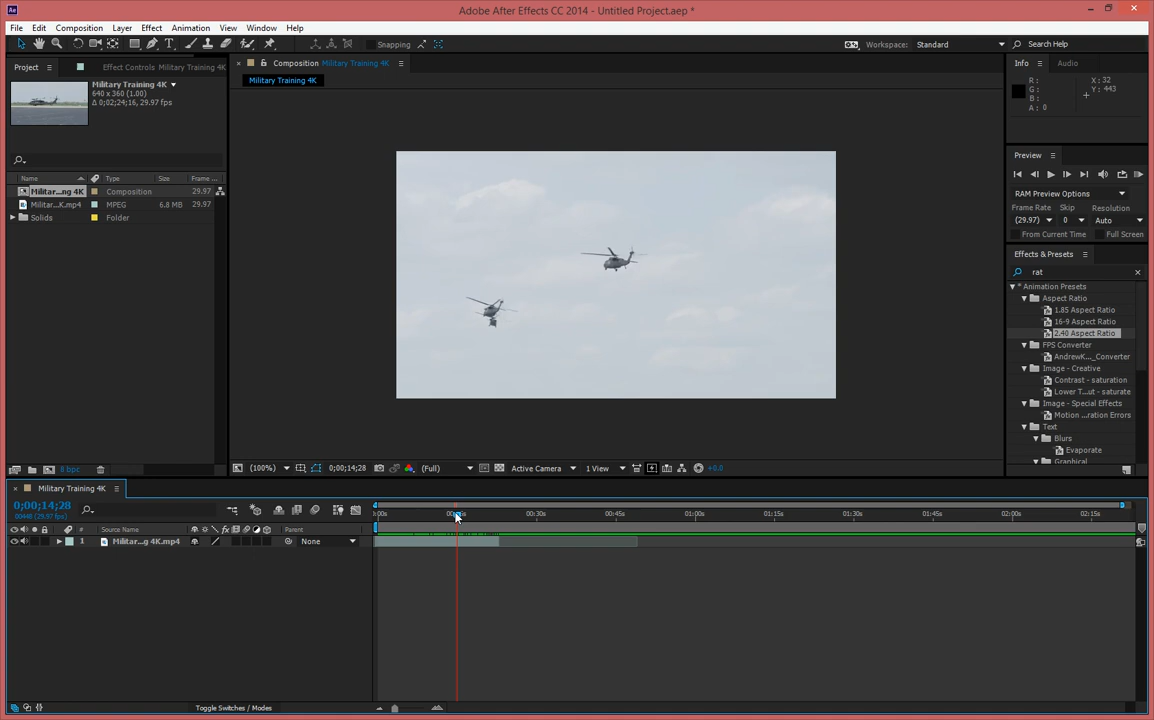 Adobe After Effects CC 2014 - Untitled Project.aep *
File Edit Composition Layer Effect Animation View Window Help
Snapping
Workspace: Standard
Search Help
Project
Effect Controls Military Training 4K
Composition Military Training 4K
Info
Audio
Military Training 4K
Military Training 4K
640 x 360 (1.00)
Δ 0;02;24;16, 29.97 fps
R :
G :
B :
A : 0
X : 32
Y : 443
Preview
RAM Preview Options
Frame Rate Skip Resolution
(29.97) 0 Auto
From Current Time Full Screen
Effects & Presets
rat
Name Type Size Frame ...
Militar...ng 4K Composition 29.97
Militar...K.mp4 MPEG 6.8 MB 29.97
Solids Folder
* Animation Presets
Aspect Ratio
1.85 Aspect Ratio
16-9 Aspect Ratio
2.40 Aspect Ratio
FPS Converter
AndrewK..._Converter
Image - Creative
Contrast - saturation
Lower T...ut - saturate
Image - Special Effects
Motion ...ration Errors
Text
Blurs
Evaporate
Graphical
8 bpc
(100%) 0;00;14;28 (Full) Active Camera 1 View +0.0
Military Training 4K
0;00;14;28
00448 (29.97 fps)
00s 00:30s 00:45s 01:00s 01:15s 01:30s 01:45s 02:00s 02:15s
# Source Name Parent
1 Militar...g 4K.mp4 None
Toggle Switches / Modes